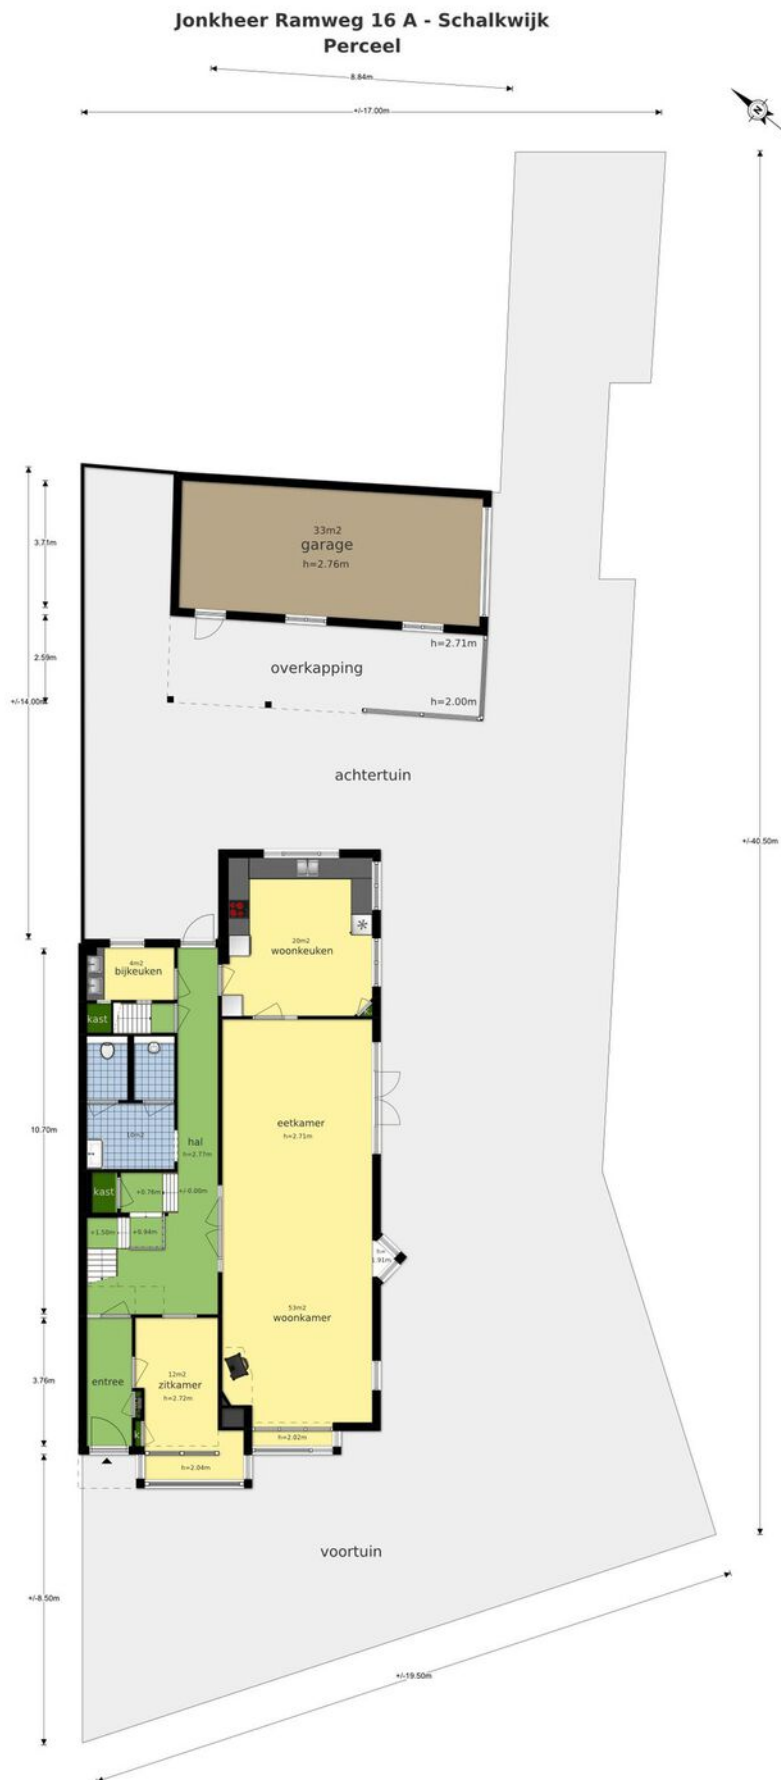 Jonkheer Ramweg 16 A - Schalkwijk
Perceel
8.84m
+/-17.00m
N
33m2
garage
h=2.76m
3.71m
h=2.71m
overkapping
2.59m
h=2.00m
+/-14.00m
achtertuin
+/-40.50m
20m2
woonkeuken
4m2
bijkeuken
kast
eetkamer
h=2.71m
10.70m
10m2
hal
h=2.77m
kast
+0.76m
+/-0.00m
+1.50m
+0.94m
1.91m
53m2
woonkamer
12m2
zitkamer
h=2.72m
entree
3.76m
k
h=2.02m
h=2.04m
voortuin
+/-8.50m
+/-19.50m